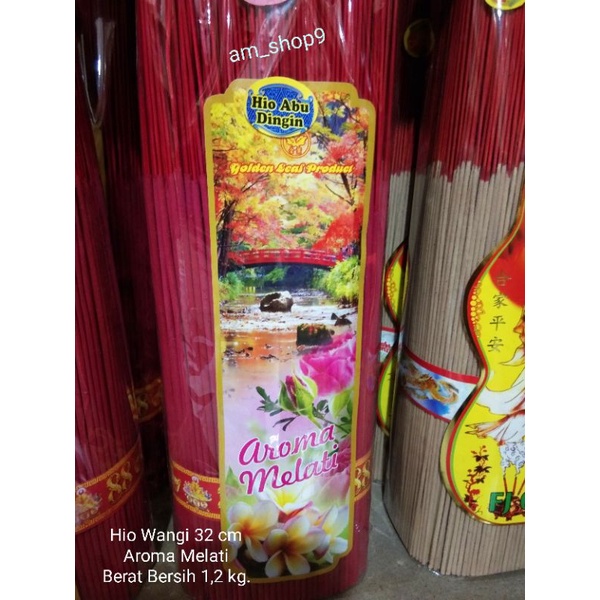 am_shop9
Hio Abu
Dingin
Golden Leaf Product
Aroma
Melati
合家平安
Hio Wangi 32 cm
Aroma Melati
Berat Bersih 1,2 kg.